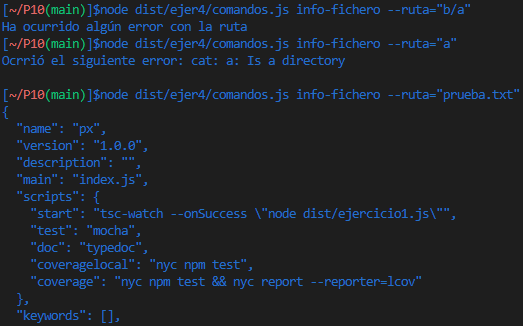 [~/P10(main)]$node dist/ejer4/comandos.js info-fichero --ruta="b/a"
Ha ocurrido algún error con la ruta
[~/P10(main)]$node dist/ejer4/comandos.js info-fichero --ruta="a"
Ocrrió el siguiente error: cat: a: Is a directory
[~/P10(main)]$node dist/ejer4/comandos.js info-fichero --ruta="prueba.txt"
{
  "name": "px",
  "version": "1.0.0",
  "description": "",
  "main": "index.js",
  "scripts": {
    "start": "tsc-watch --onSuccess \"node dist/ejercicio1.js\"",
    "test": "mocha",
    "doc": "typedoc",
    "coveragelocal": "nyc npm test",
    "coverage": "nyc npm test && nyc report --reporter=lcov"
  },
  "keywords": [],